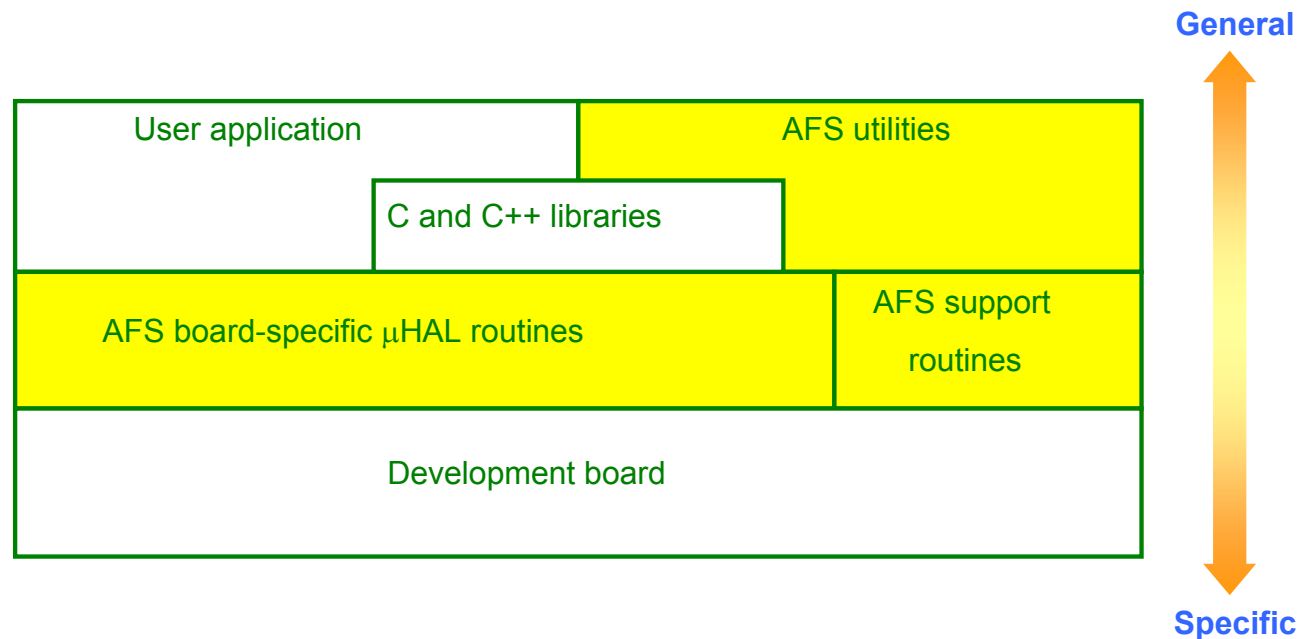 General
User application
AFS utilities
C and C++ libraries
AFS board-specific μHAL routines
AFS support
routines
Development board
Specific